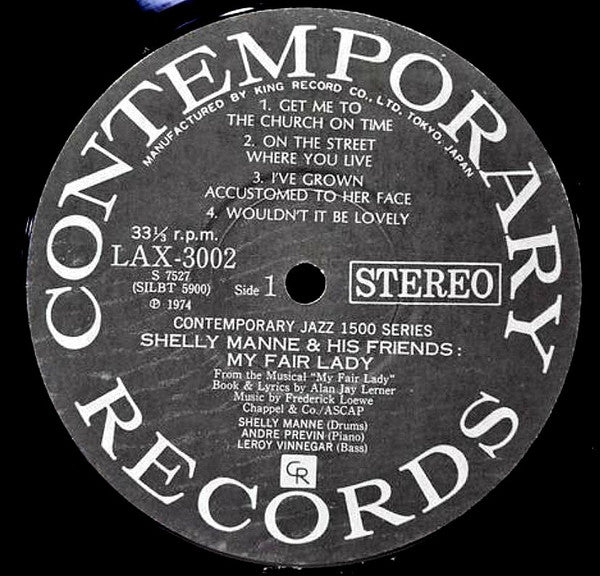 CONTEMPORARY
MANUFACTURED BY KING RECORD CO., LTD, TOKYO, JAPAN
1. GET ME TO
THE CHURCH ON TIME
2. ON THE STREET
WHERE YOU LIVE
3. I'VE GROWN
ACCUSTOMED TO HER FACE
4. WOULDN'T IT BE LOVELY
33⅓ r.p.m.
LAX-3002
S 7527
(SILBT 5900)
Ⓟ 1974
Side 1
STEREO
CONTEMPORARY JAZZ 1500 SERIES
SHELLY MANNE & HIS FRIENDS:
MY FAIR LADY
From the Musical "My Fair Lady"
Book & Lyrics by Alan Jay Lerner
Music by Frederick Loewe
Chappel & Co./ASCAP
SHELLY MANNE (Drums)
ANDRE PREVIN (Piano)
LEROY VINNEGAR (Bass)
CR
RECORDS